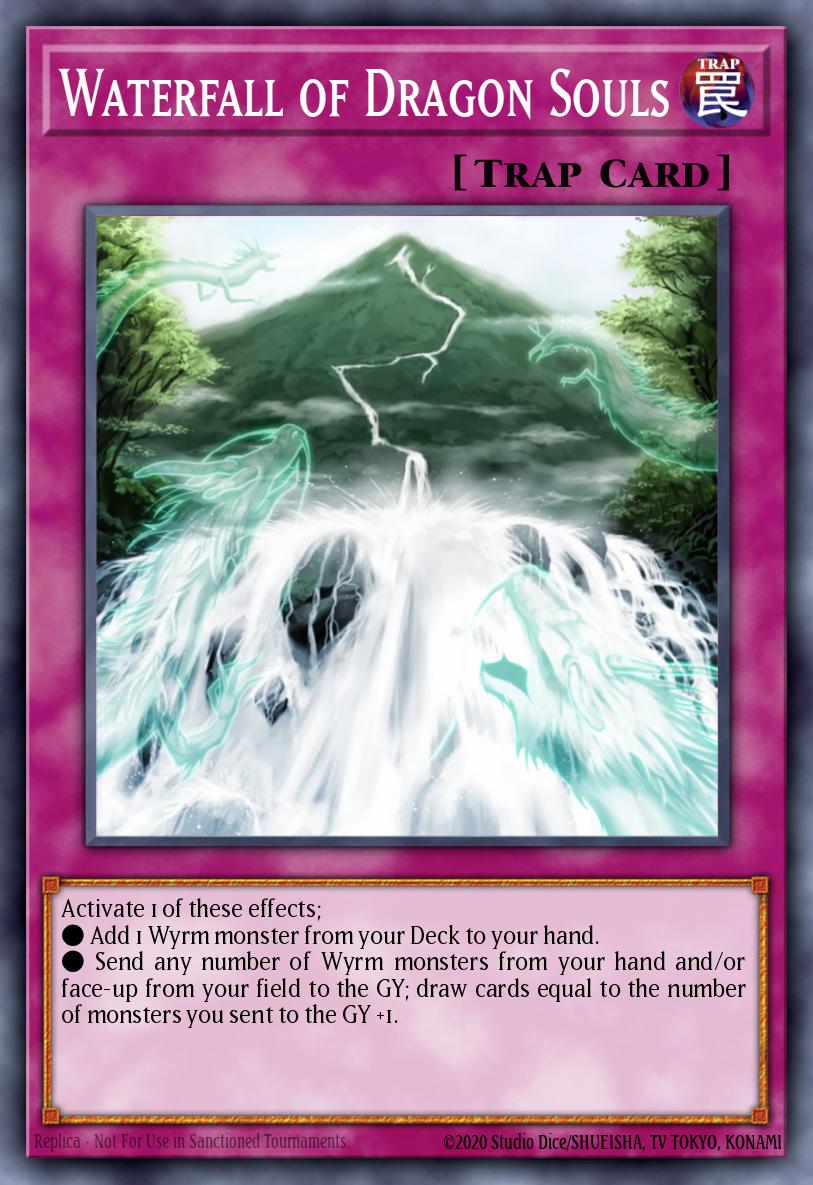 WATERFALL OF DRAGON SOULS
TRAP
罠
[TRAP CARD]
Activate 1 of these effects;
● Add 1 Wyrm monster from your Deck to your hand.
● Send any number of Wyrm monsters from your hand and/or
face-up from your field to the GY; draw cards equal to the number
of monsters you sent to the GY +1.
Replica - Not For Use in Sanctioned Tournaments.
©2020 Studio Dice/SHUEISHA, TV TOKYO, KONAMI